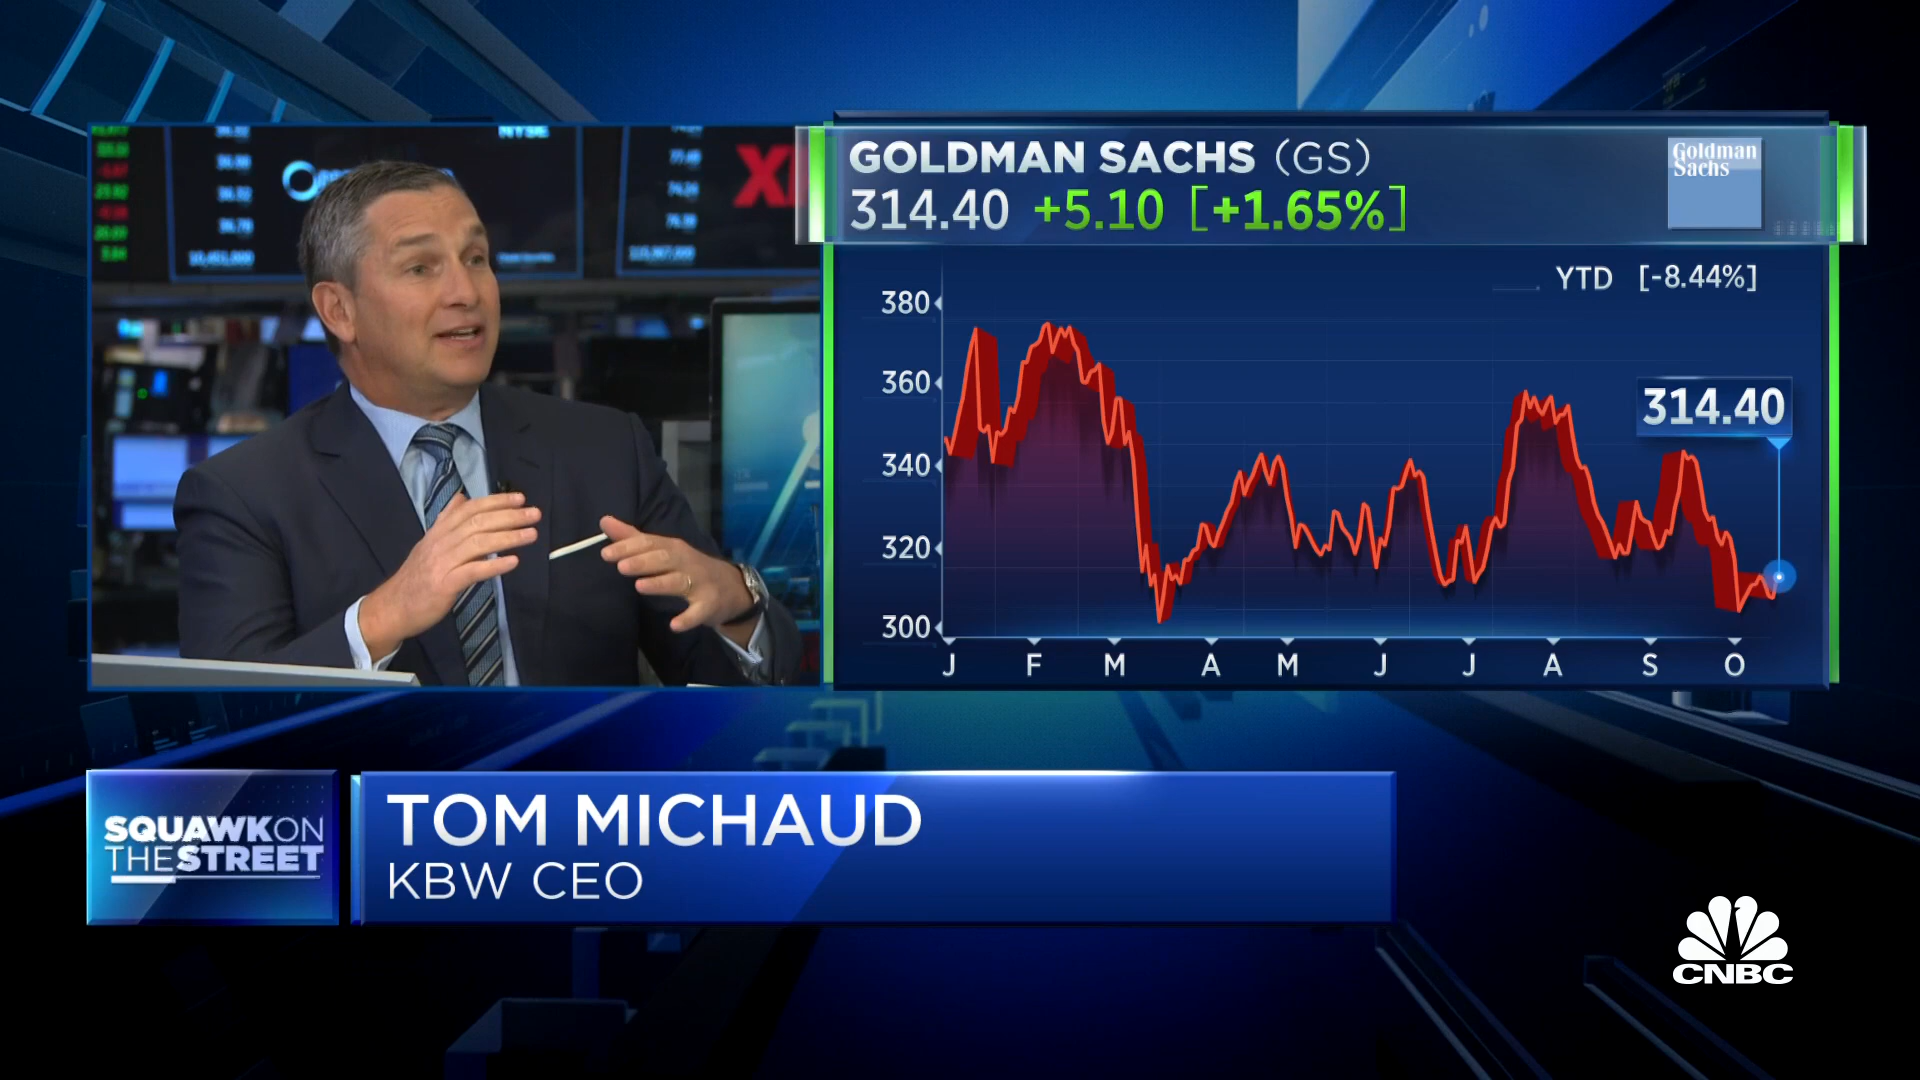 NYSE
GOLDMAN SACHS (GS)
314.40 +5.10 [+1.65%]
Goldman
Sachs
YTD [-8.44%]
380
360
340
320
300
314.40
J F M A M J J A S O
SQUAWK ON
THE STREET
TOM MICHAUD
KBW CEO
CNBC